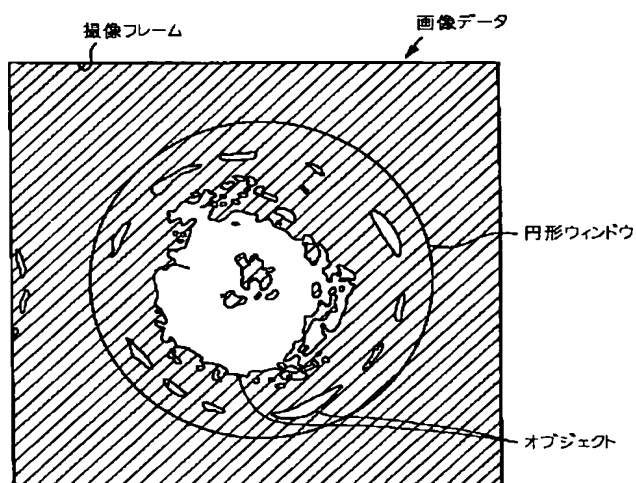 撮像フレーム
画像データ
円形ウィンドウ
オブジェクト